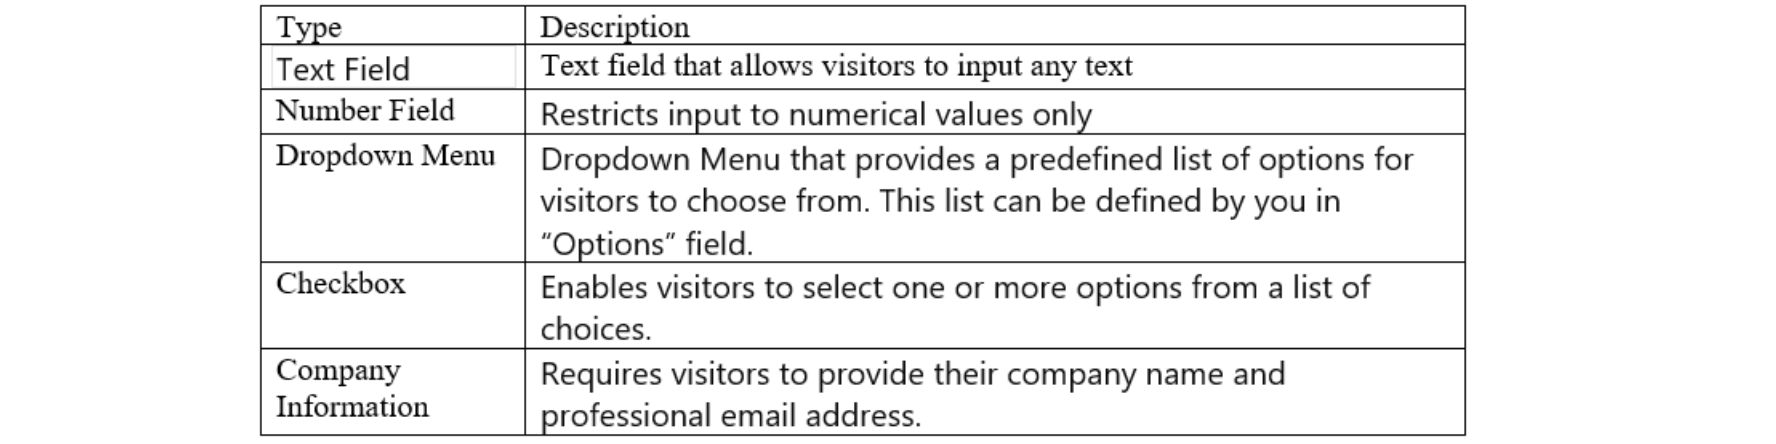 Type Description
Text Field Text field that allows visitors to input any text
Number Field Restricts input to numerical values only
Dropdown Menu Dropdown Menu that provides a predefined list of options for
visitors to choose from. This list can be defined by you in
“Options” field.
Checkbox Enables visitors to select one or more options from a list of
choices.
Company Requires visitors to provide their company name and
Information professional email address.